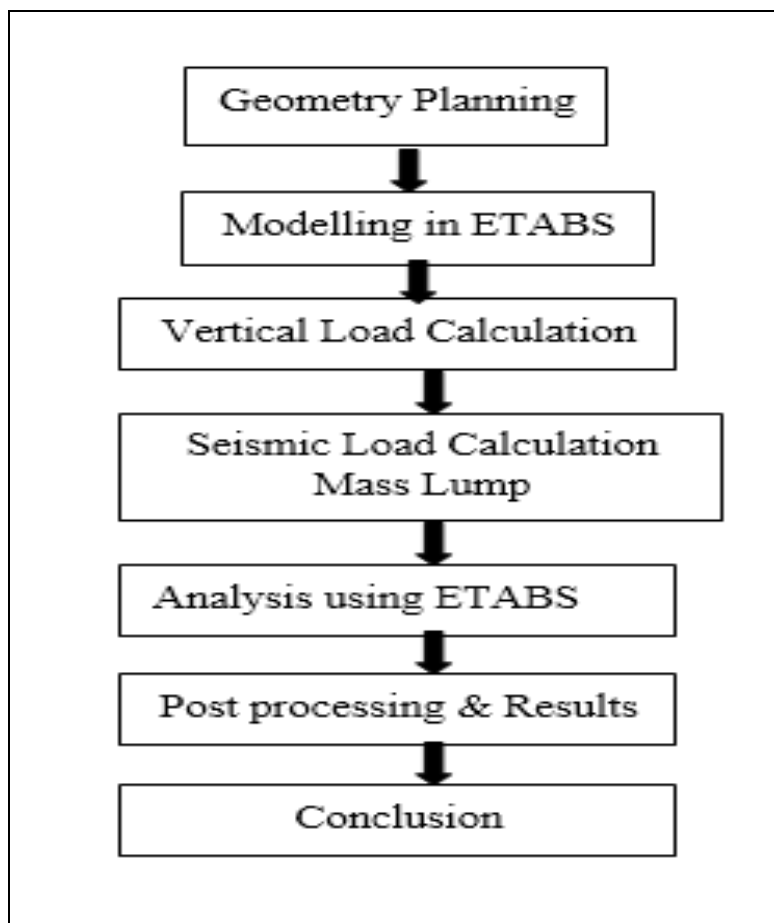 Geometry Planning
Modelling in ETABS
Vertical Load Calculation
Seismic Load Calculation
Mass Lump
Analysis using ETABS
Post processing & Results
Conclusion